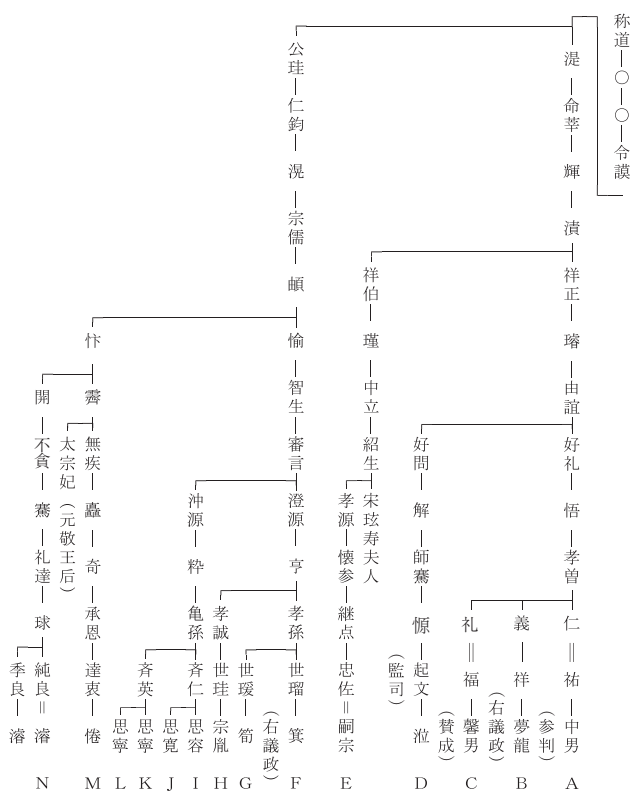 称道―〇―〇―令謨
湜―命莘―輝―漬
祥正―璿―由誼
好礼―悟―孝曽
仁＝祐―中男
（参判）
A
義―祥―夢龍
（右議政）
B
礼＝福―馨男
（賛成）
C
好問―解―師騫―愿―起文―泣
（監司）
D
祥伯―瑾―中立―紹生
宋玹寿夫人
孝源―懐参―継点―忠佐＝嗣宗
E
公珪―仁鈞―滉―宗儒―頔
愉―智生―審言
澄源―亨
孝孫
世瑠―箕
（右議政）
F
世瑗―筍
G
孝誠―世珪―宗胤
H
沖源―粋―亀孫
斉仁
思容
I
思寛
J
斉英
思寧
K
思寧
L
忭
霽
無疾―矗―奇―承恩―達衷―惓
M
太宗妃（元敬王后）
開―不貪―騫―礼達―球
純良＝濬
N
季良―濬